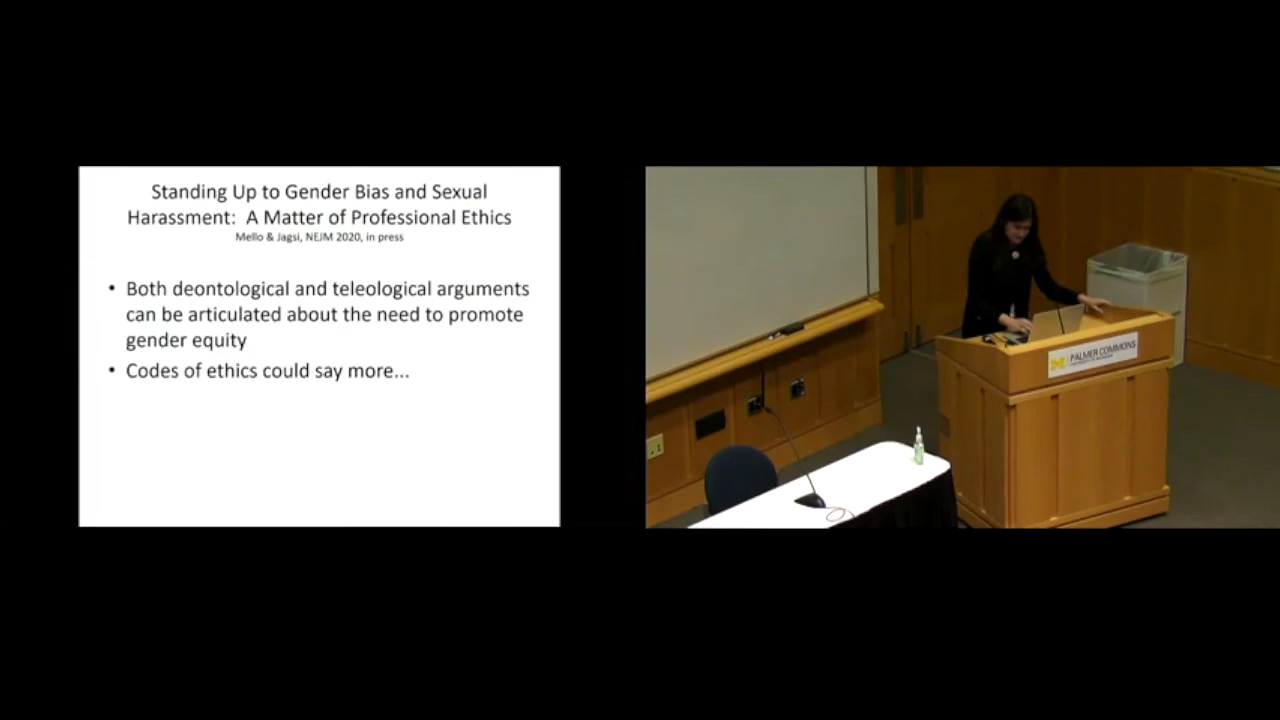 Standing Up to Gender Bias and Sexual
Harassment: A Matter of Professional Ethics
Mello & Jagsi, NEJM 2020, in press
• Both deontological and teleological arguments
can be articulated about the need to promote
gender equity
• Codes of ethics could say more...
M PALMER COMMONS